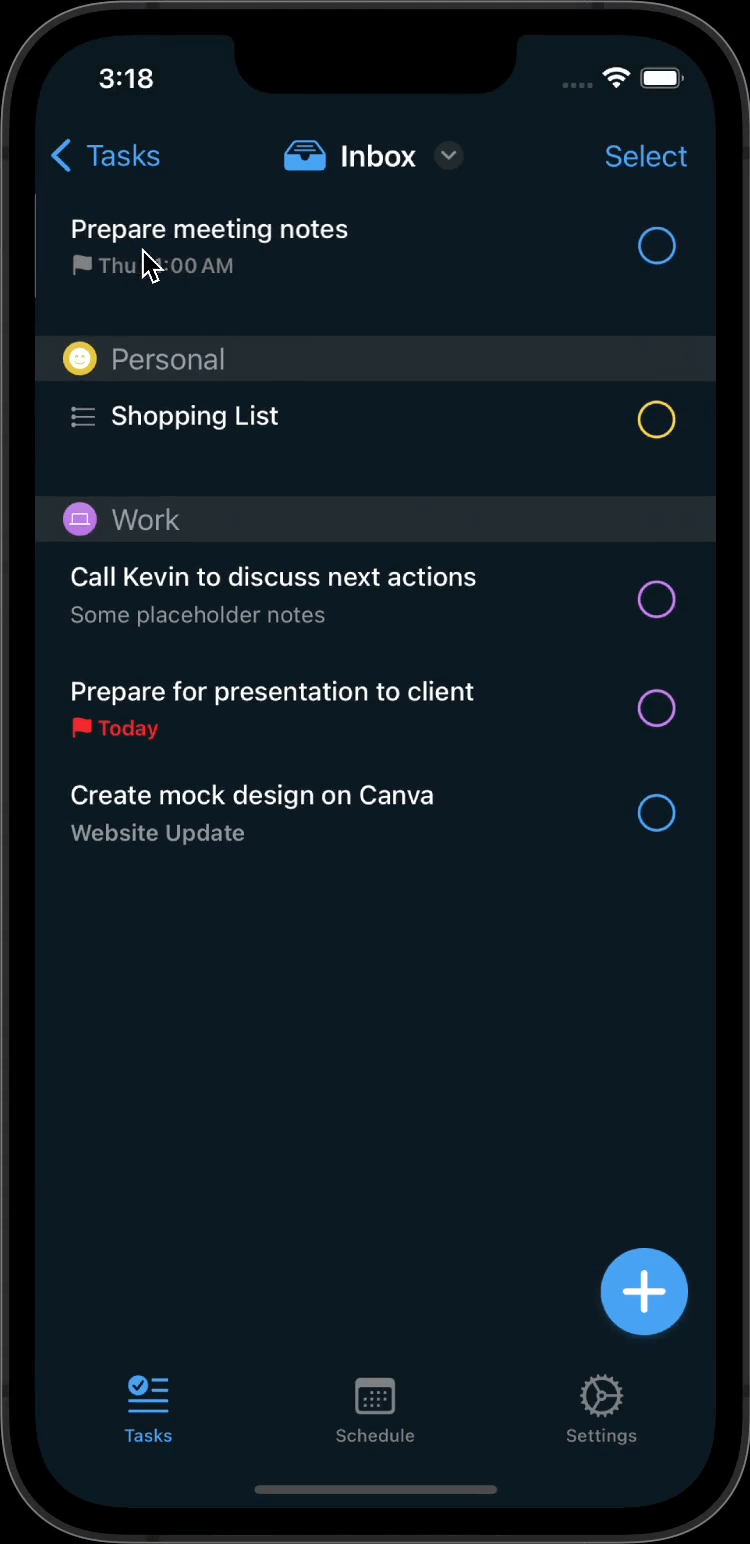 3:18
Tasks
Inbox
Select
Prepare meeting notes
Thu :00 AM
Personal
Shopping List
Work
Call Kevin to discuss next actions
Some placeholder notes
Prepare for presentation to client
Today
Create mock design on Canva
Website Update
Tasks
Schedule
Settings